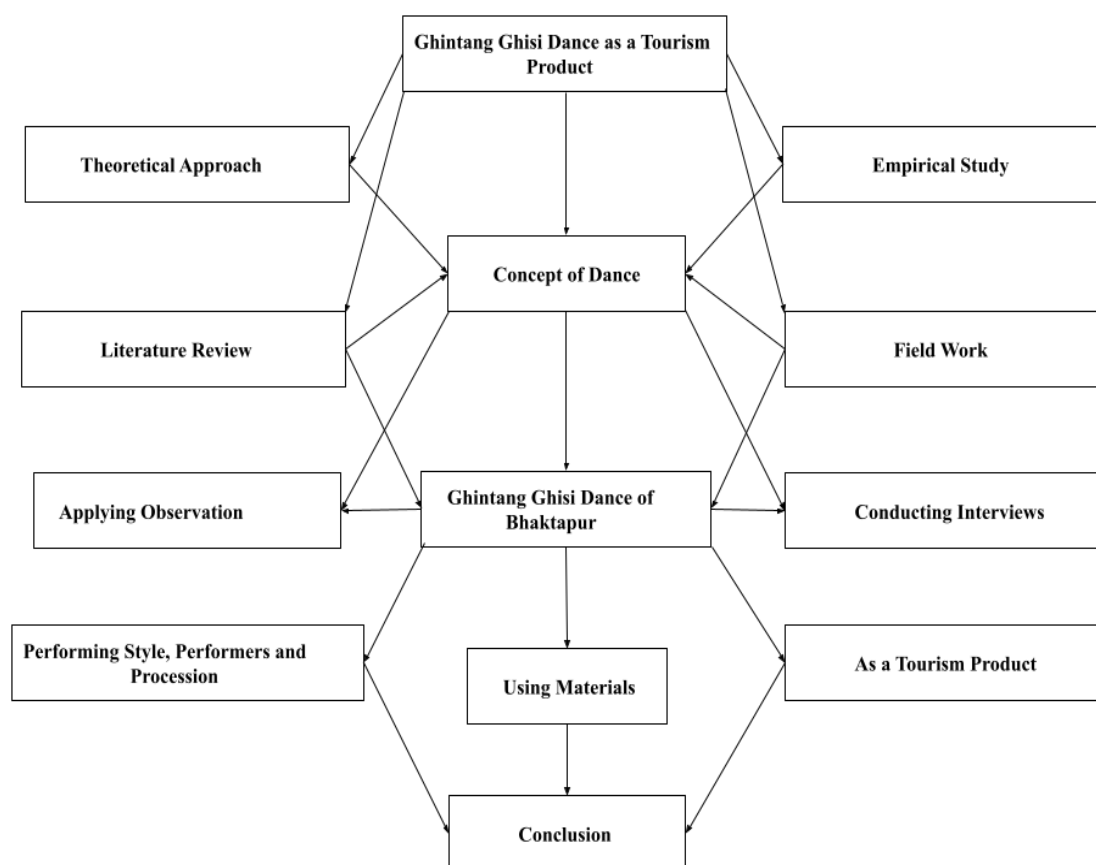 Ghintang Ghisi Dance as a Tourism
Product
Theoretical Approach
Empirical Study
Concept of Dance
Literature Review
Field Work
Applying Observation
Ghintang Ghisi Dance of
Bhaktapur
Conducting Interviews
Performing Style, Performers and
Procession
Using Materials
As a Tourism Product
Conclusion